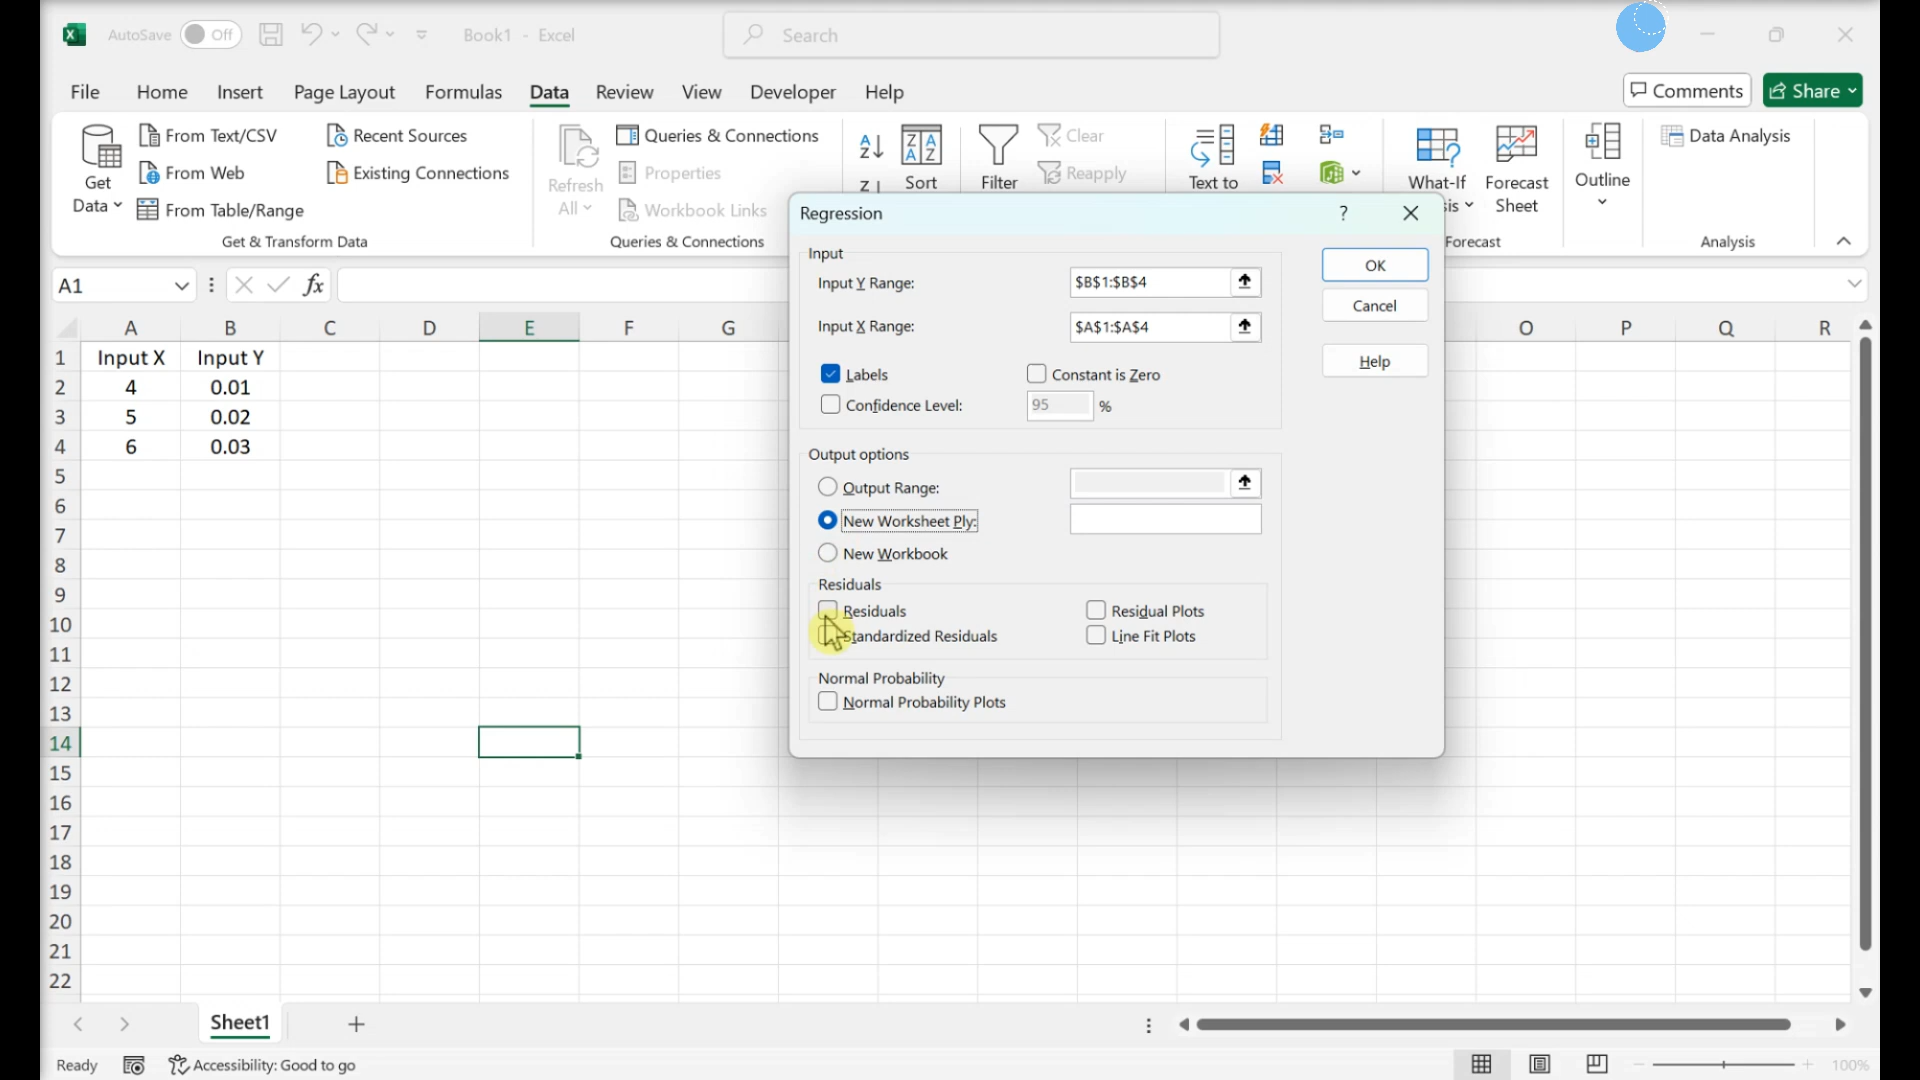 AutoSave Off Book1 - Excel Search
File Home Insert Page Layout Formulas Data Review View Developer Help Comments Share
Get Data
From Text/CSV
From Web
From Table/Range
Recent Sources
Existing Connections
Get & Transform Data
Refresh All
Queries & Connections
Properties
Workbook Links
Queries & Connections
Sort
Filter
Clear
Reapply
Text to
What-If
sis
Forecast Sheet
Forecast
Outline
Data Analysis
Analysis
A1 fx
A B C D E F G O P Q R
1 Input X Input Y
2 4 0.01
3 5 0.02
4 6 0.03
5
6
7
8
9
10
11
12
13
14
15
16
17
18
19
20
21
22
Regression ?
Input
Input Y Range: $B$1:$B$4
Input X Range: $A$1:$A$4
Labels Constant is Zero
Confidence Level: 95 %
OK
Cancel
Help
Output options
Output Range:
New Worksheet Ply:
New Workbook
Residuals
Residuals Residual Plots
Standardized Residuals Line Fit Plots
Normal Probability
Normal Probability Plots
Sheet1
Ready Accessibility: Good to go 100%